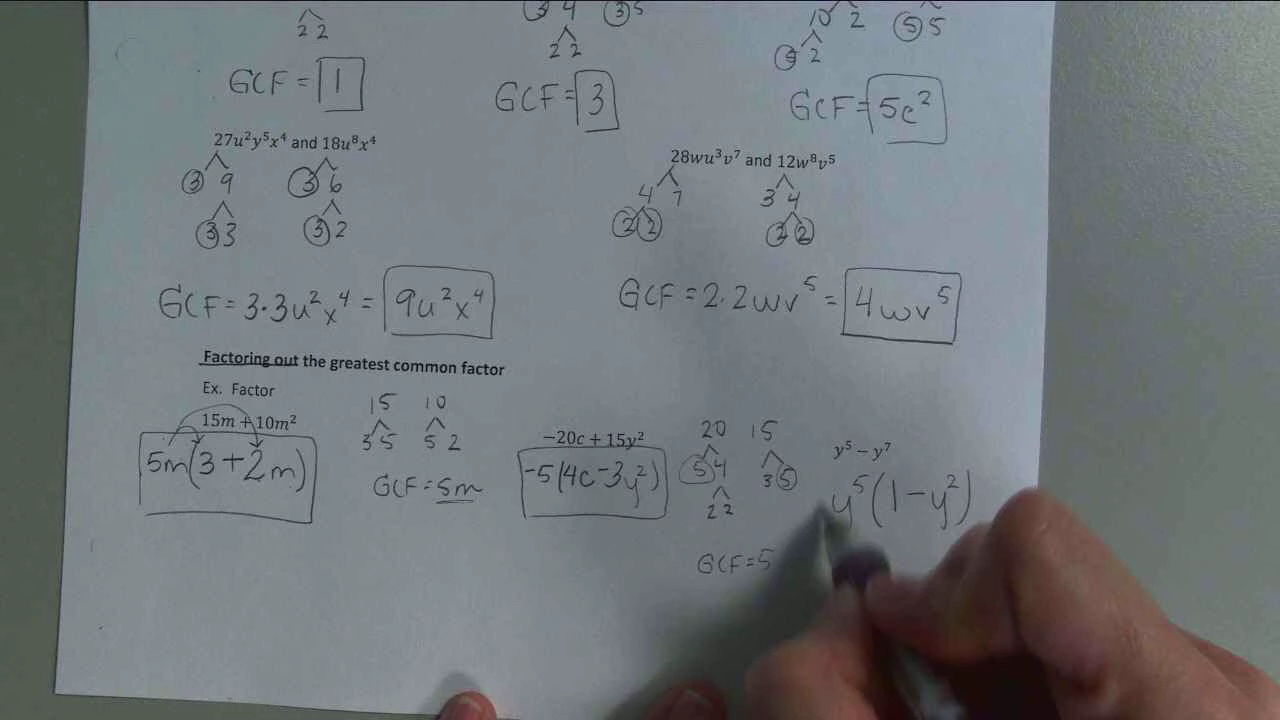 2 2
3 4 3 5
2 2
10 2 5 5
2
GCF = 1
GCF = 3
GCF = 5c²
27u²y⁵x⁴ and 18u⁸x⁴
3 9 3 6
3 3 3 2
GCF = 3·3u²x⁴ = 9u²x⁴
28wu³v⁷ and 12w⁸v⁵
4 7 3 4
2 2 2 2
GCF = 2·2wv⁵ = 4wv⁵
Factoring out the greatest common factor
Ex. Factor
15m + 10m²
5m(3+2m)
15 10
3 5 5 2
GCF = 5m
−20c + 15y²
-5(4c-3y²)
20 15
5 4 3 5
2 2
GCF=5
y⁵ − y⁷
y⁵(1-y²)